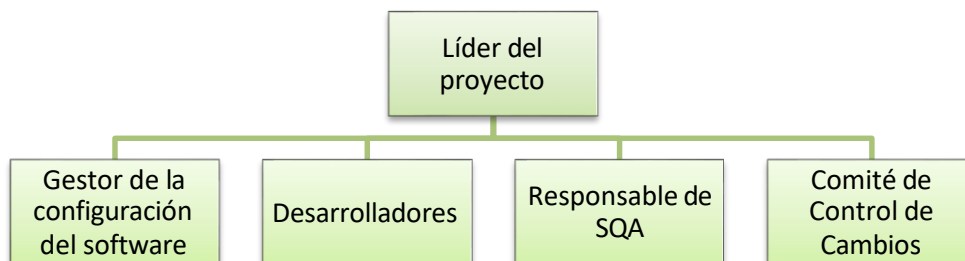 Líder del
proyecto
Gestor de la
configuración
del software
Desarrolladores
Responsable de
SQA
Comité de
Control de
Cambios